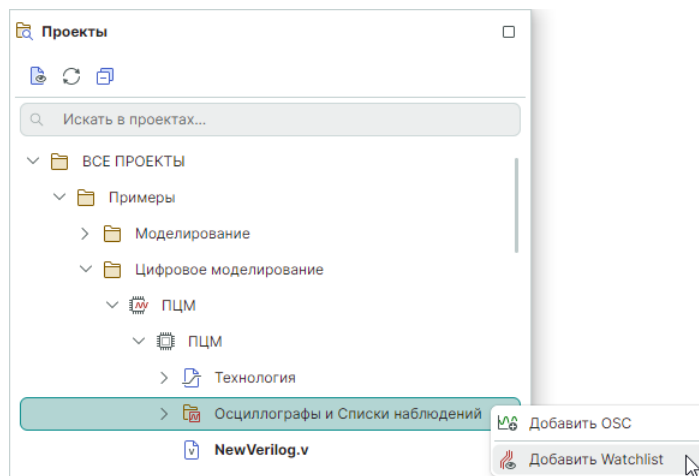 Проекты
Искать в проектах...
ВСЕ ПРОЕКТЫ
Примеры
Моделирование
Цифровое моделирование
ПЦМ
ПЦМ
Технология
Осциллографы и Списки наблюдений
Добавить OSC
NewVerilog.v
Добавить Watchlist